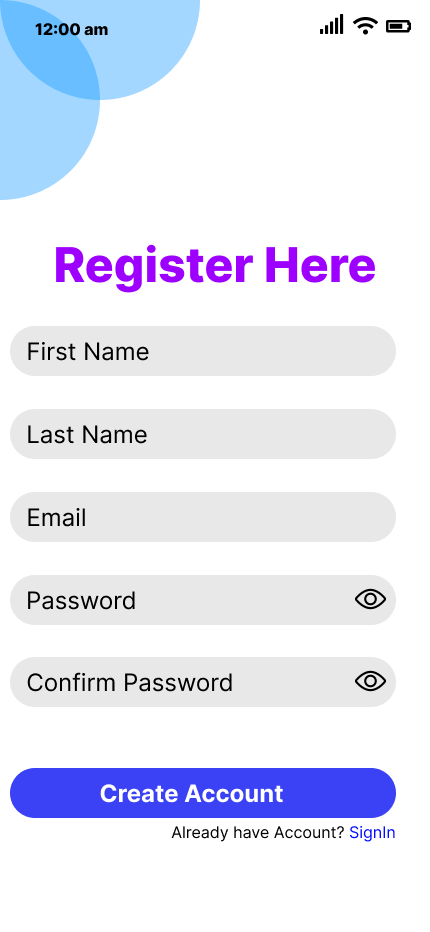 12:00 am
Register Here
First Name
Last Name
Email
Password
Confirm Password
Create Account
Already have Account? SignIn